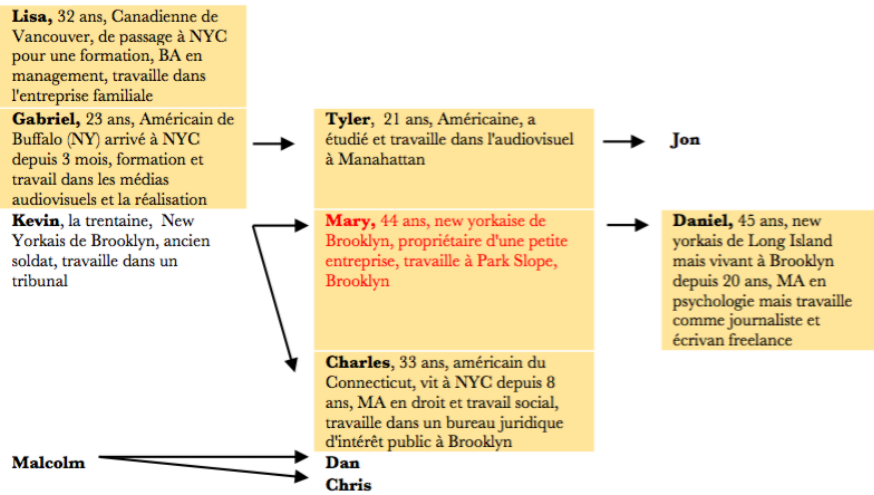 Lisa, 32 ans, Canadienne de
Vancouver, de passage à NYC
pour une formation, BA en
management, travaille dans
l'entreprise familiale
Gabriel, 23 ans, Américain de
Buffalo (NY) arrivé à NYC
depuis 3 mois, formation et
travail dans les médias
audiovisuels et la réalisation
Tyler, 21 ans, Américaine, a
étudié et travaille dans l'audiovisuel
à Manahattan
Jon
Kevin, la trentaine, New
Yorkais de Brooklyn, ancien
soldat, travaille dans un
tribunal
Mary, 44 ans, new yorkaise de
Brooklyn, propriétaire d'une petite
entreprise, travaille à Park Slope,
Brooklyn
Daniel, 45 ans, new
yorkais de Long Island
mais vivant à Brooklyn
depuis 20 ans, MA en
psychologie mais travaille
comme journaliste et
écrivan freelance
Charles, 33 ans, américain du
Connecticut, vit à NYC depuis 8
ans, MA en droit et travail social,
travaille dans un bureau juridique
d'intérêt public à Brooklyn
Malcolm
Dan
Chris